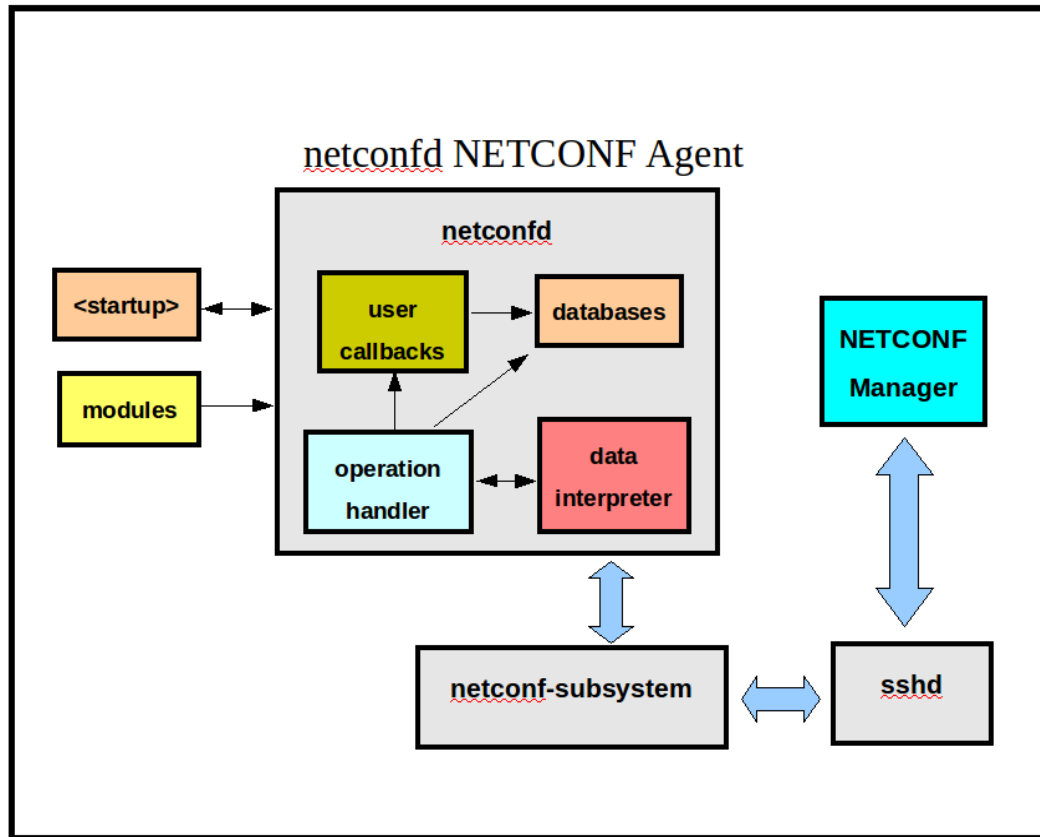 netconfd NETCONF Agent
netconfd
<startup>
user
callbacks
databases
modules
operation
handler
data
interpreter
NETCONF
Manager
netconf-subsystem
sshd